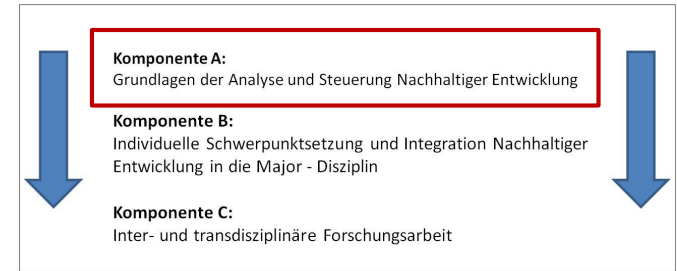 Komponente A:
Grundlagen der Analyse und Steuerung Nachhaltiger Entwicklung
Komponente B:
Individuelle Schwerpunktsetzung und Integration Nachhaltiger
Entwicklung in die Major - Disziplin
Komponente C:
Inter- und transdisziplinäre Forschungsarbeit